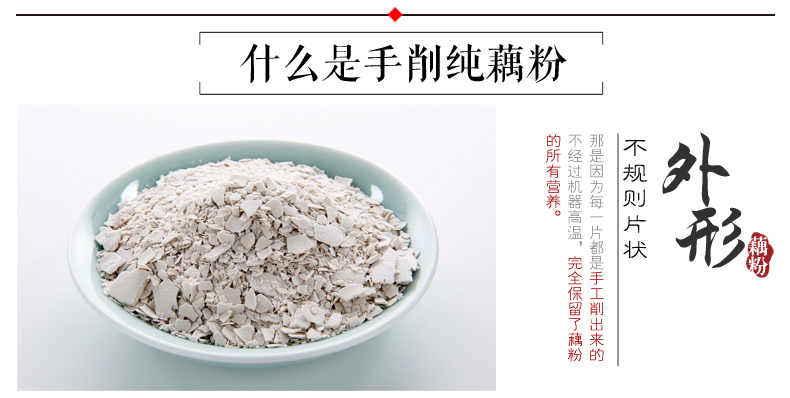 什么是手削纯藕粉
外形
藕粉
不规则片状
那是因为每一片都是手工削出来的
不经过机器高温,完全保留了藕粉
的所有营养。